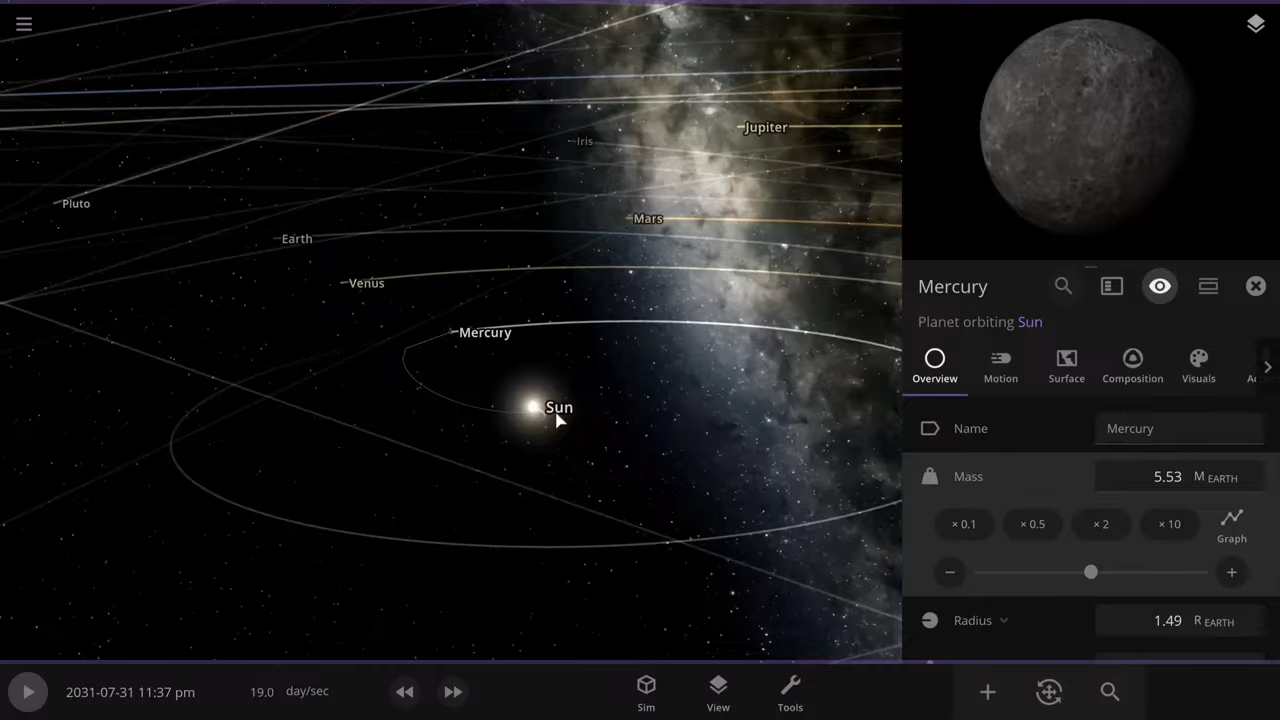 Jupiter
Iris
Pluto
Mars
Earth
Venus
Mercury
Sun
Mercury
Planet orbiting Sun
Overview Motion Surface Composition Visuals
Name Mercury
Mass 5.53 M EARTH
× 0.1 × 0.5 × 2 × 10 Graph
Radius 1.49 R EARTH
2031-07-31 11:37 pm 19.0 day/sec Sim View Tools